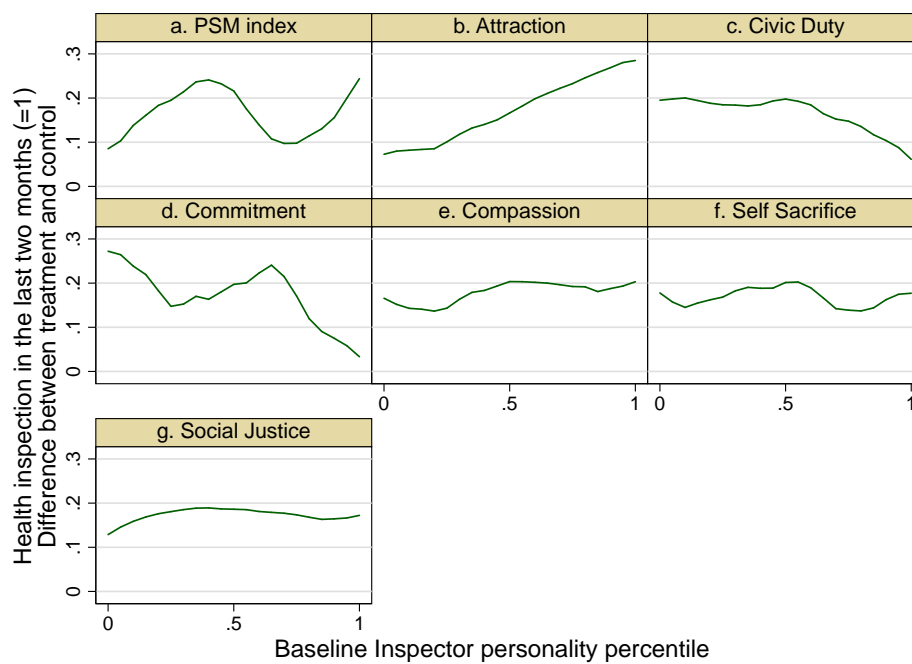 Health inspection in the last two months (=1)
Difference between treatment and control
a. PSM index
b. Attraction
c. Civic Duty
.3
.2
.1
0
d. Commitment
e. Compassion
f. Self Sacrifice
.3
.2
.1
0
0
.5
1
0
.5
1
g. Social Justice
.3
.2
.1
0
0
.5
1
Baseline Inspector personality percentile